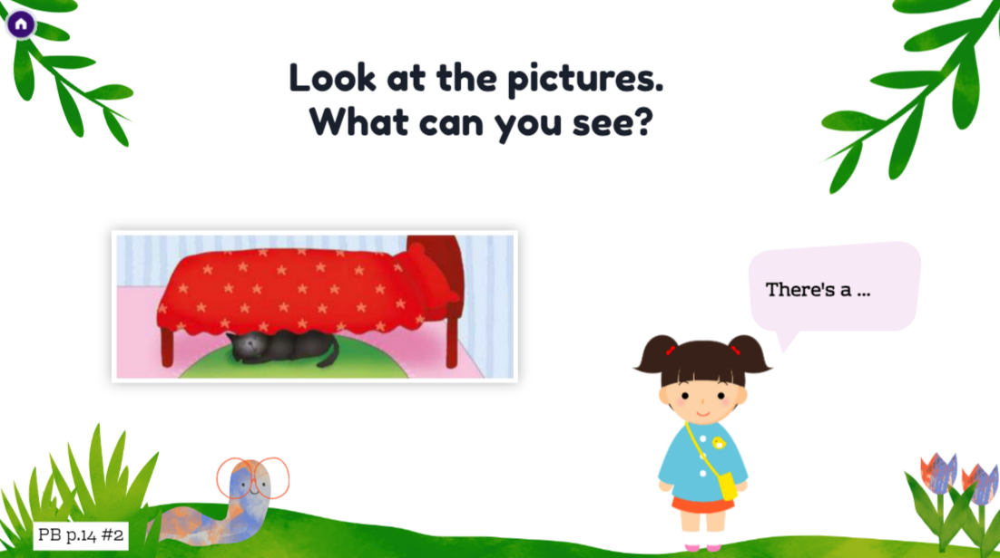 Look at the pictures.
What can you see?
There's a ...
PB p.14 #2